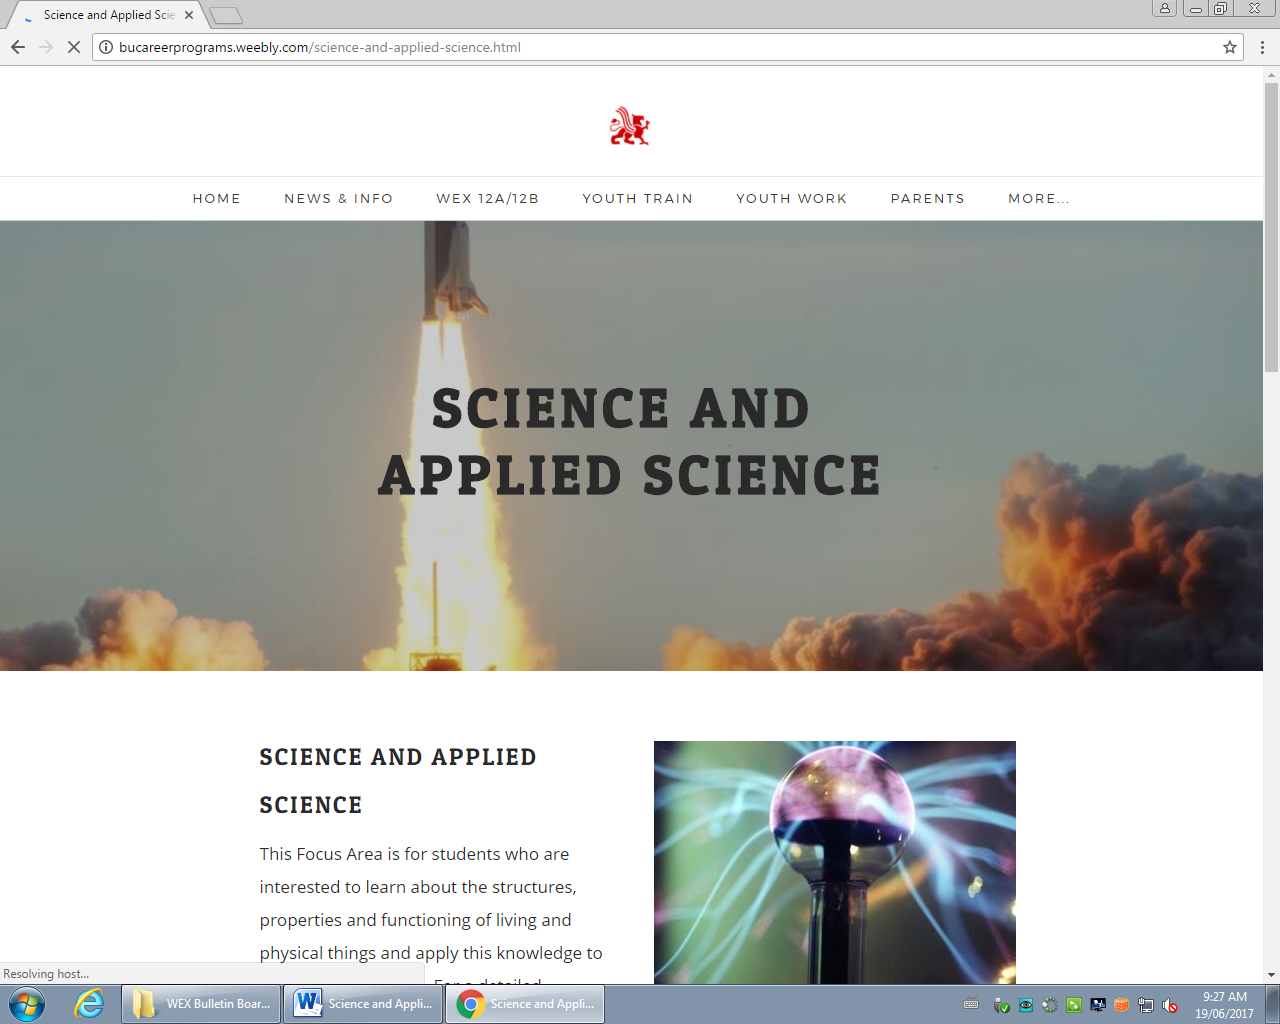 Science and Applied Scie
bucareerprograms.weebly.com/science-and-applied-science.html
HOME NEWS & INFO WEX 12A/12B YOUTH TRAIN YOUTH WORK PARENTS MORE...
SCIENCE AND
APPLIED SCIENCE
SCIENCE AND APPLIED
SCIENCE
This Focus Area is for students who are
interested to learn about the structures,
properties and functioning of living and
physical things and apply this knowledge to
For a detailed
Resolving host...
WEX Bulletin Boar... Science and Appli... Science and Appli...
9:27 AM
19/06/2017